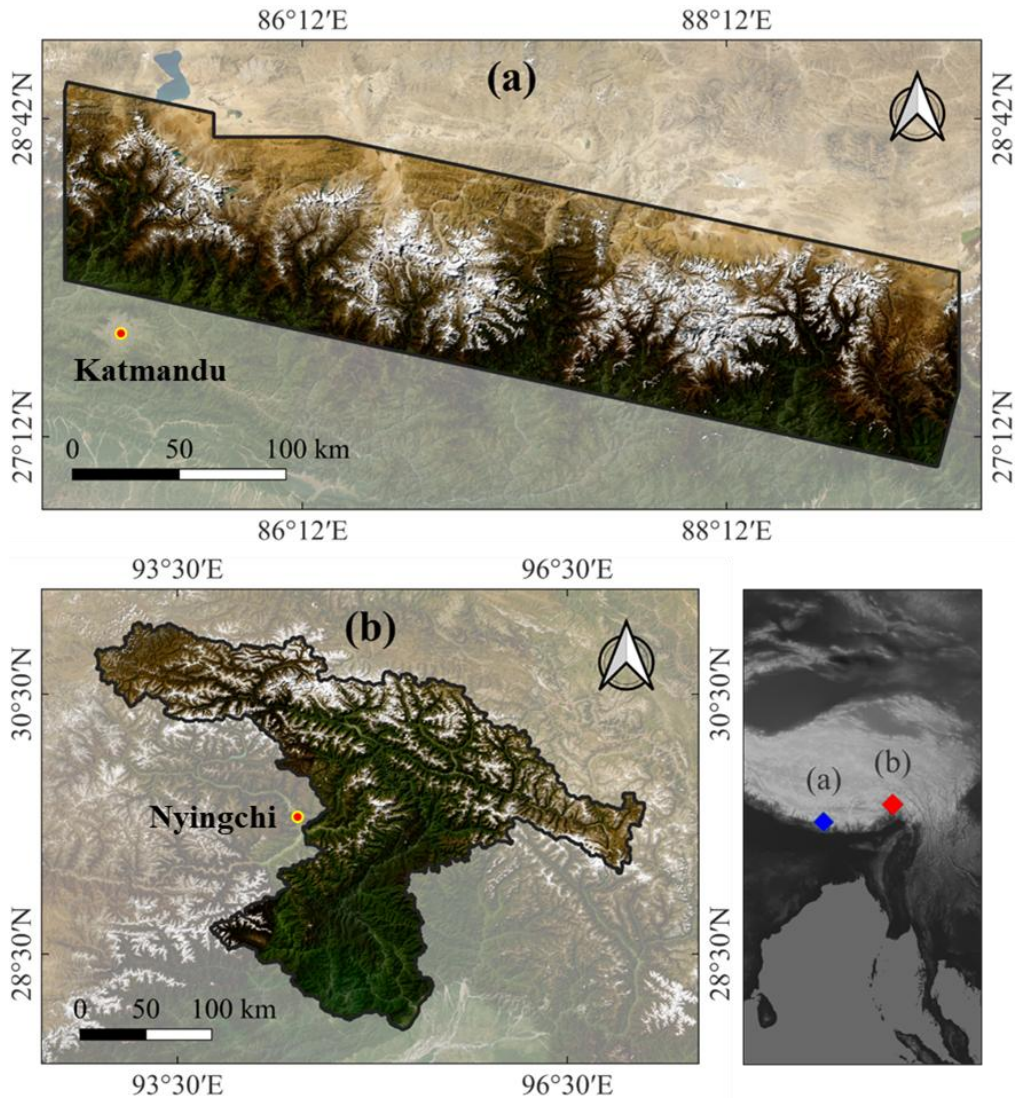 86°12′E 88°12′E
(a)
28°42′N 28°42′N
Katmandu
27°12′N 27°12′N
0 50 100 km
86°12′E 88°12′E
93°30′E 96°30′E
(b)
30°30′N 30°30′N
Nyingchi
28°30′N 28°30′N
0 50 100 km
93°30′E 96°30′E
(a) (b)